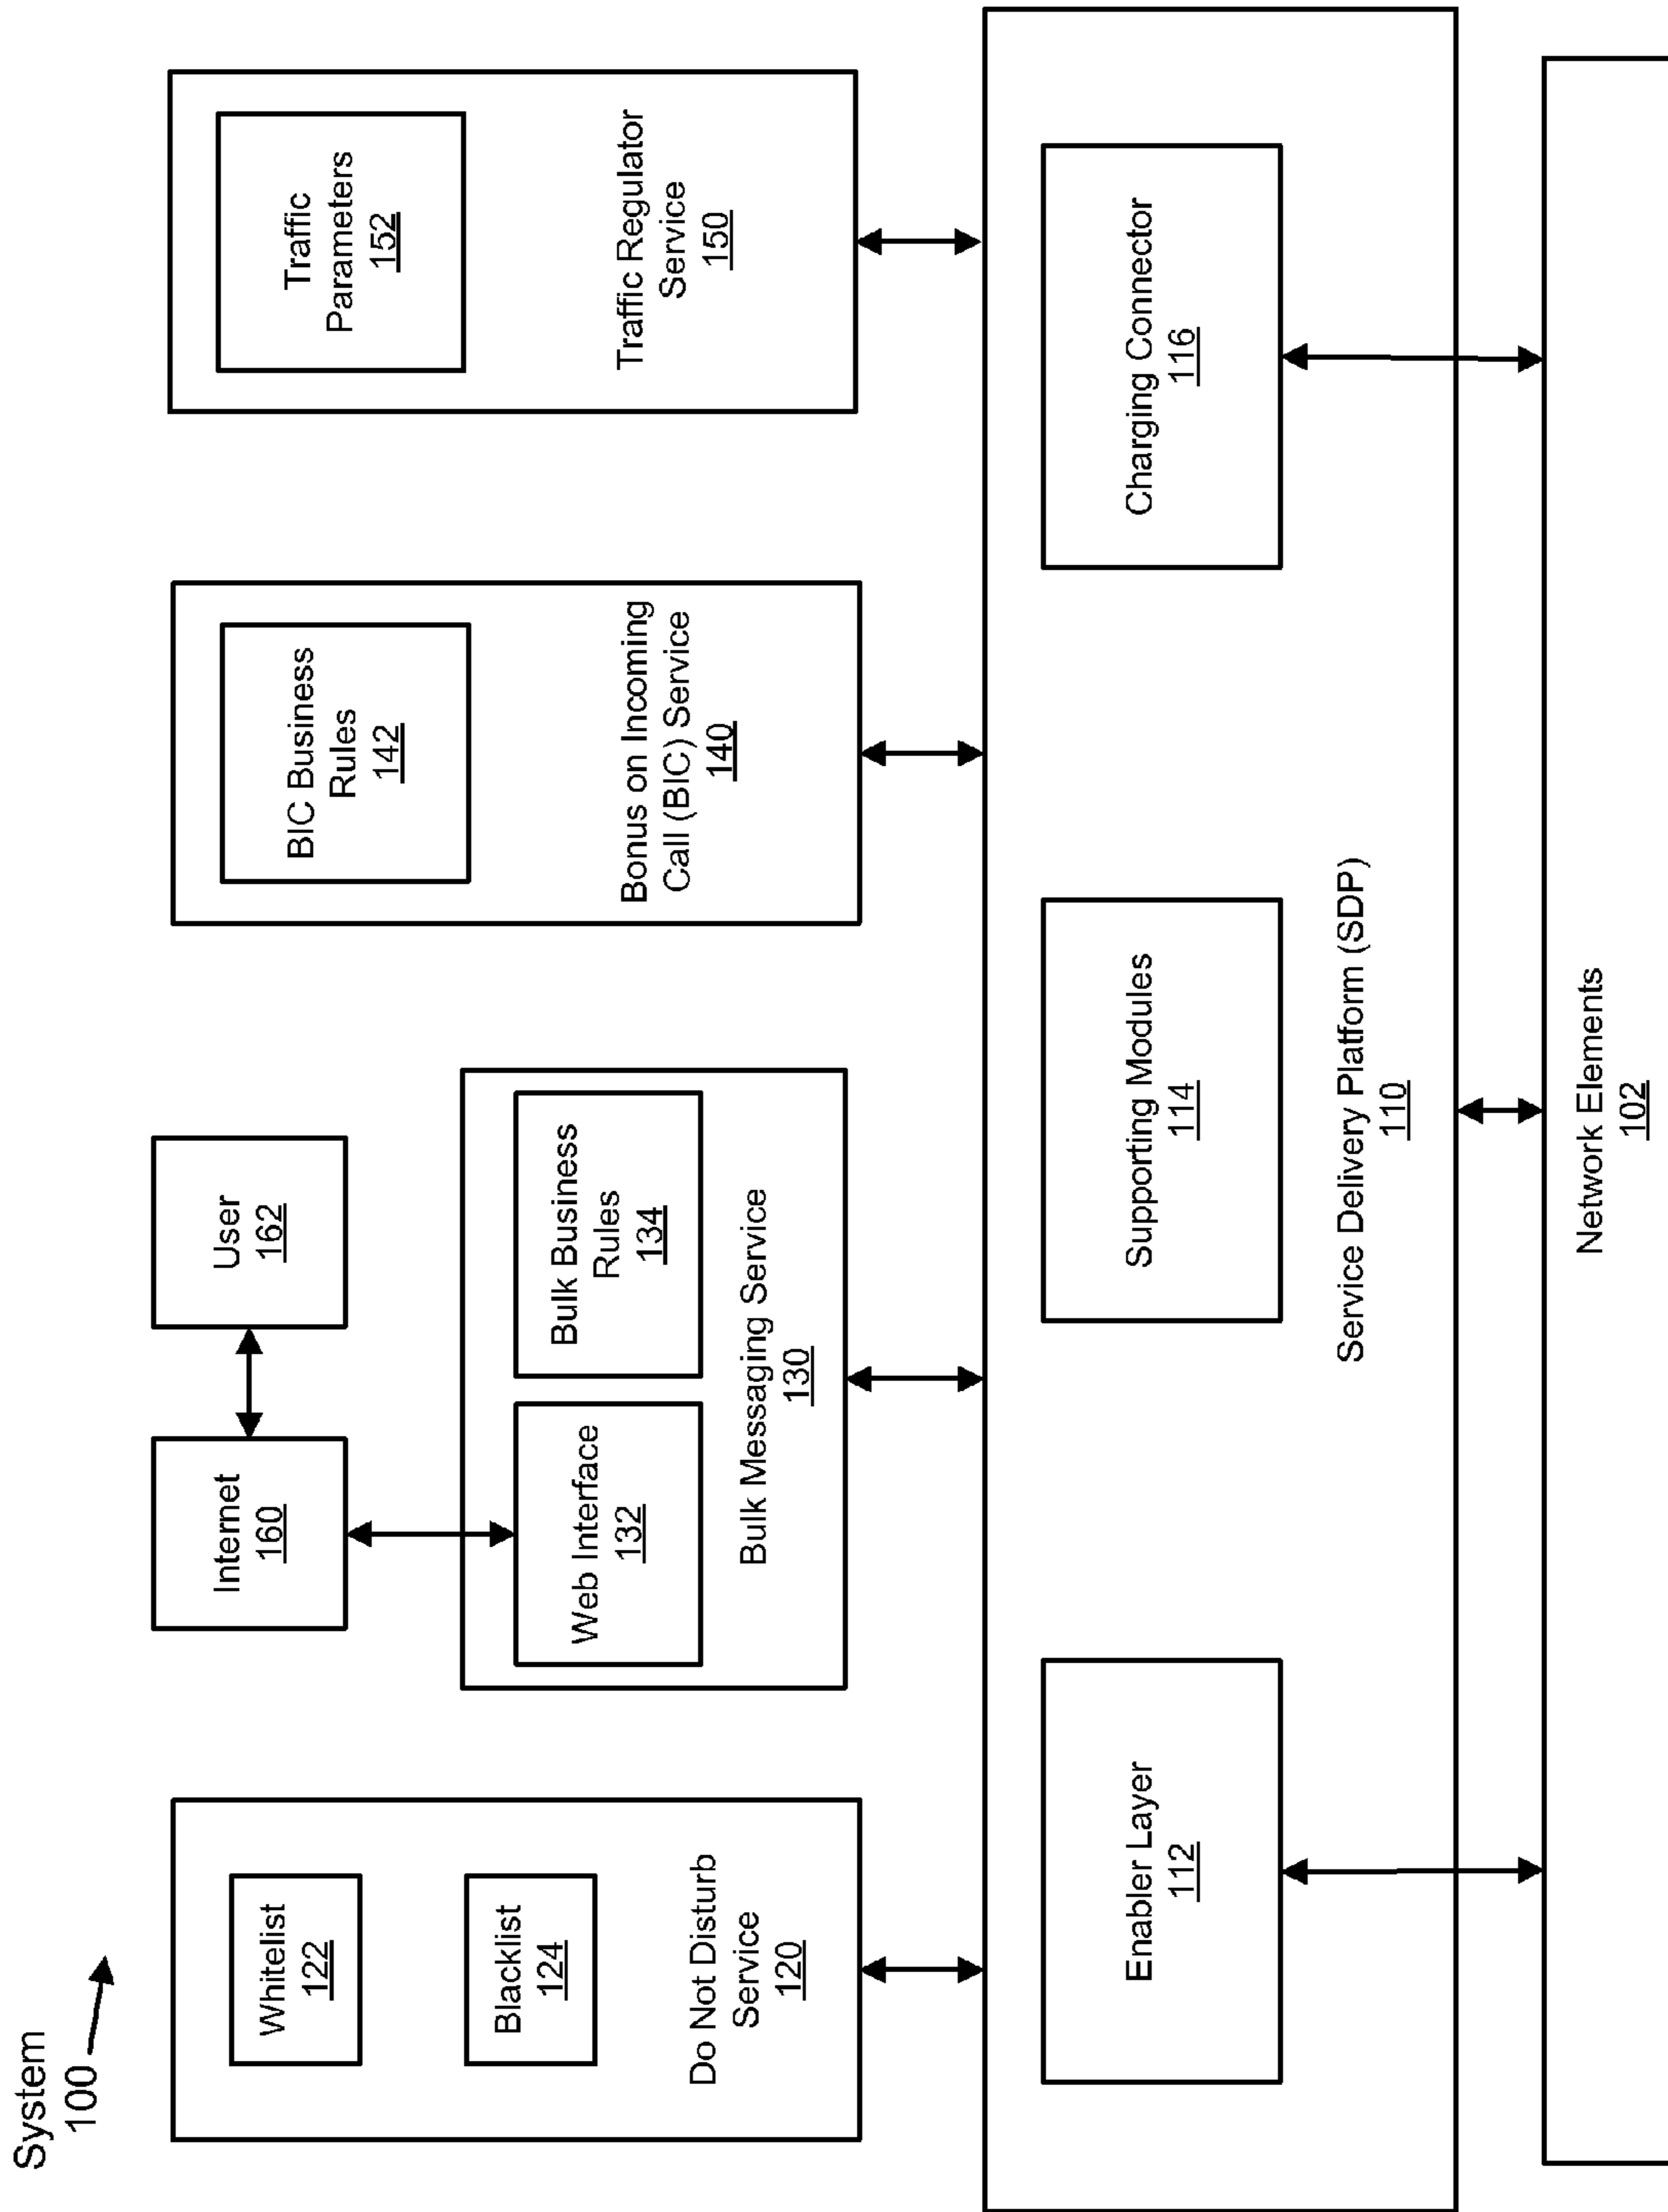 System
100
Whitelist
122
Blacklist
124
Do Not Disturb
Service
120
Internet
160
User
162
Web Interface
132
Bulk Business
Rules
134
Bulk Messaging Service
130
BIC Business
Rules
142
Bonus on Incoming
Call (BIC) Service
140
Traffic
Parameters
152
Traffic Regulator
Service
150
Enabler Layer
112
Supporting Modules
114
Charging Connector
116
Service Delivery Platform (SDP)
110
Network Elements
102